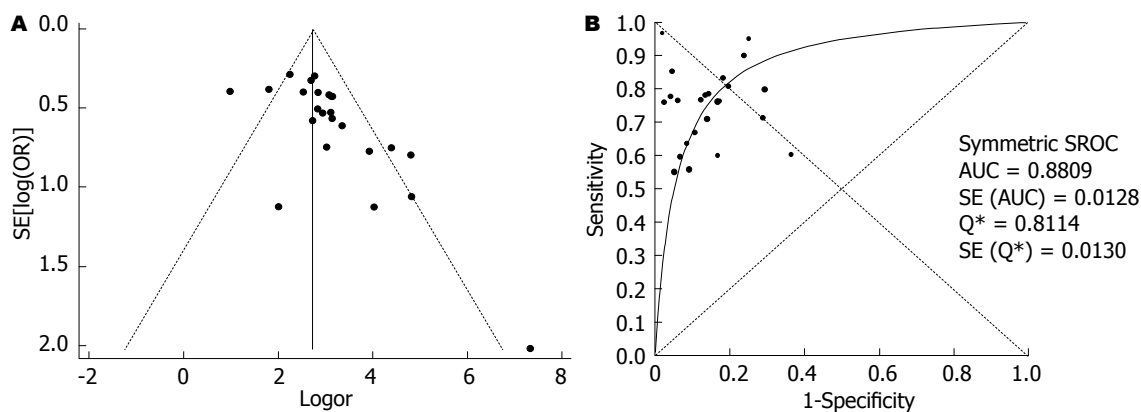 A
0.0
0.5
1.0
1.5
2.0
SE[log(OR)]
-2
0
2
4
6
8
Logor
B
1.0
0.9
0.8
0.7
0.6
0.5
0.4
0.3
0.2
0.1
0.0
Sensitivity
0
0.2
0.4
0.6
0.8
1.0
1-Specificity
Symmetric SROC
AUC = 0.8809
SE (AUC) = 0.0128
Q* = 0.8114
SE (Q*) = 0.0130